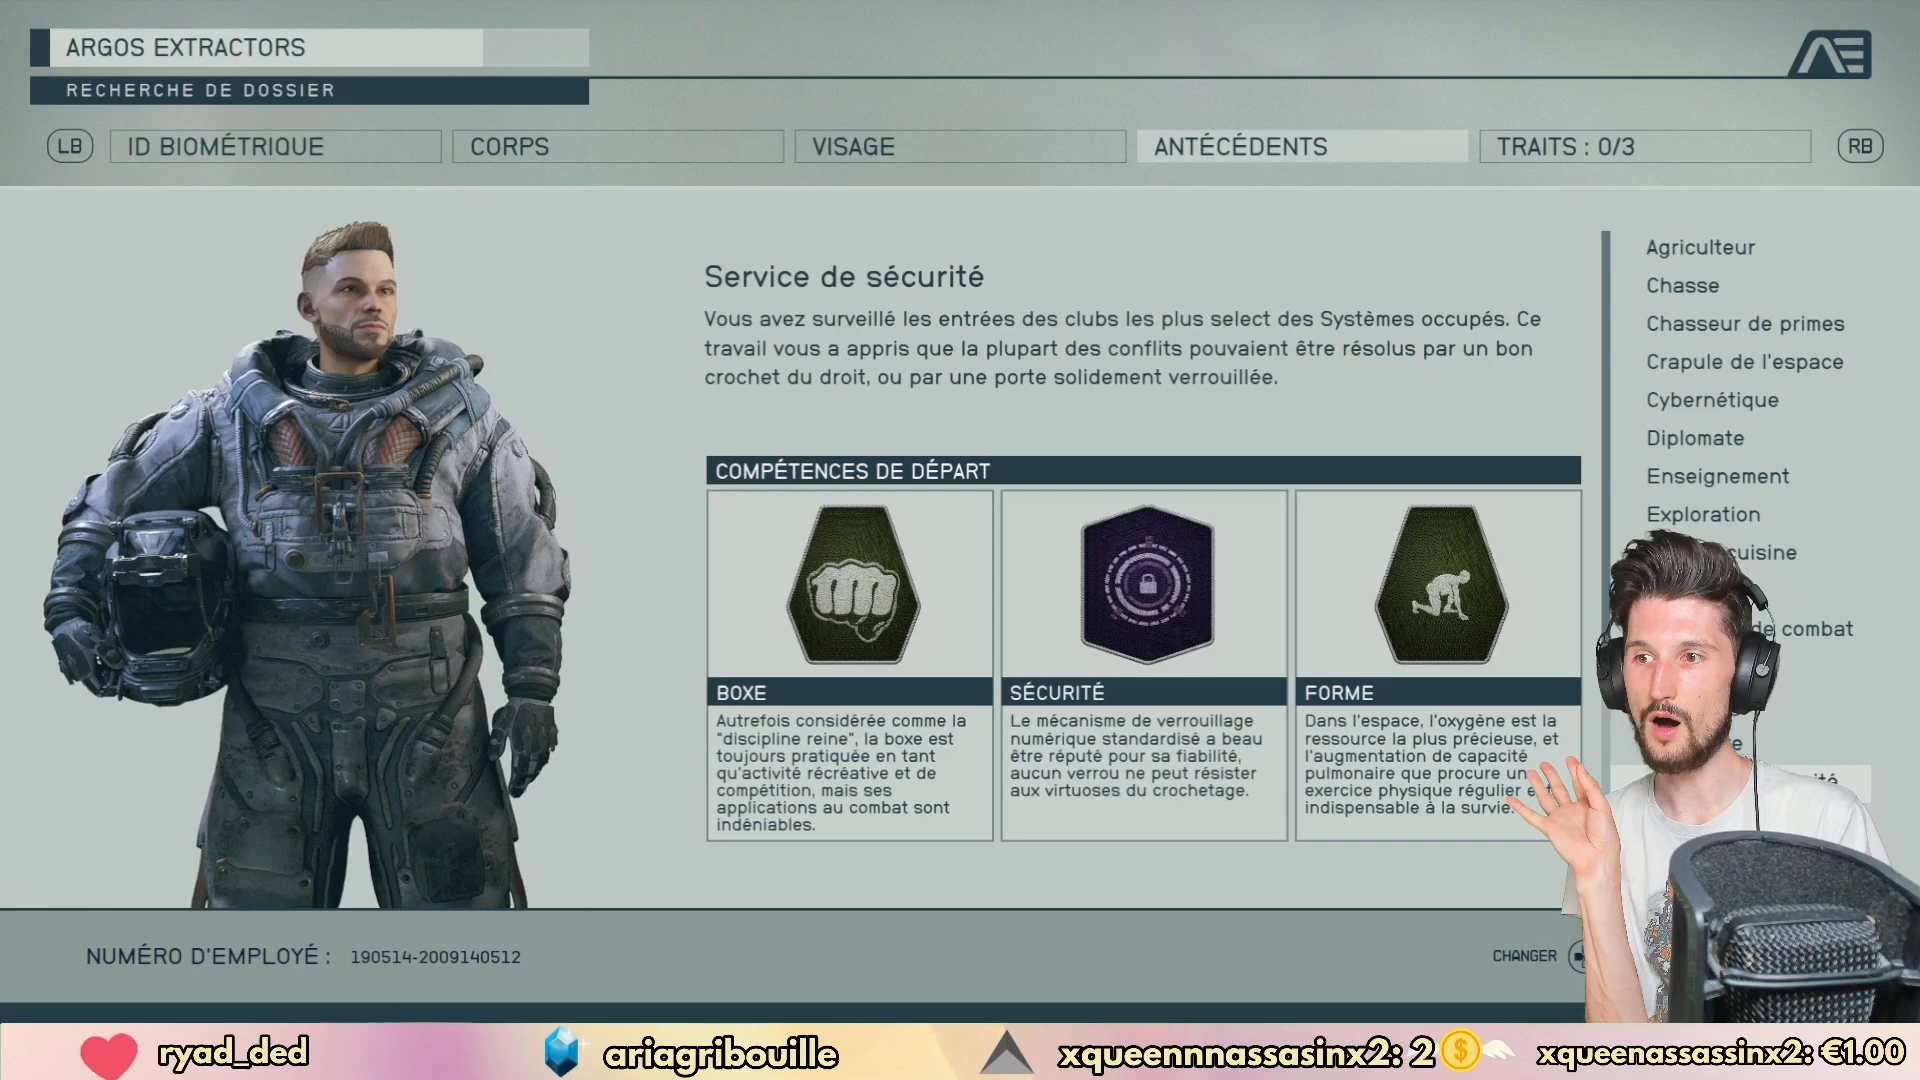 ARGOS EXTRACTORS
RECHERCHE DE DOSSIER
LB
ID BIOMÉTRIQUE
CORPS
VISAGE
ANTÉCÉDENTS
TRAITS : 0/3
RB
Service de sécurité
Vous avez surveillé les entrées des clubs les plus select des Systèmes occupés. Ce
travail vous a appris que la plupart des conflits pouvaient être résolus par un bon
crochet du droit, ou par une porte solidement verrouillée.
COMPÉTENCES DE DÉPART
BOXE
Autrefois considérée comme la
"discipline reine", la boxe est
toujours pratiquée en tant
qu'activité récréative et de
compétition, mais ses
applications au combat sont
indéniables.
SÉCURITÉ
Le mécanisme de verrouillage
numérique standardisé a beau
être réputé pour sa fiabilité,
aucun verrou ne peut résister
aux virtuoses du crochetage.
FORME
Dans l'espace, l'oxygène est la
ressource la plus précieuse, et
l'augmentation de capacité
pulmonaire que procure un
exercice physique régulier
indispensable à la survie.
Agriculteur
Chasse
Chasseur de primes
Crapule de l'espace
Cybernétique
Diplomate
Enseignement
Exploration
cuisine
de combat
NUMÉRO D'EMPLOYÉ : 190514-2009140512
CHANGER
ryad_ded
ariagribouille
xqueennnassasinx2: 2
xqueenassassinx2: €1.00